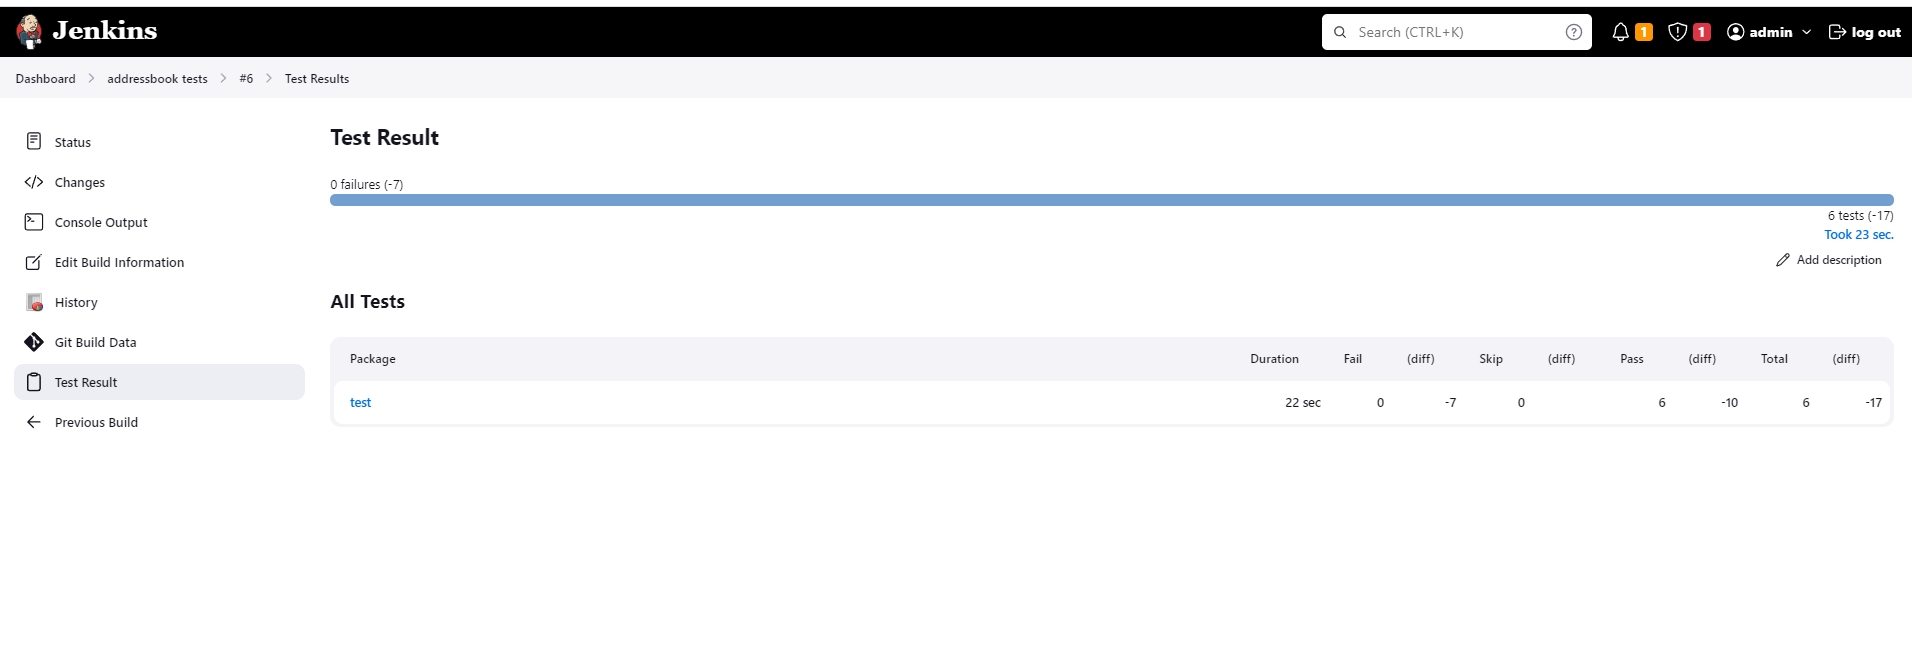 Jenkins
Search (CTRL+K)
1
1
admin
log out
Dashboard
addressbook tests
#6
Test Results
Status
Changes
Console Output
Edit Build Information
History
Git Build Data
Test Result
Previous Build
Test Result
0 failures (-7)
6 tests (-17)
Took 23 sec.
Add description
All Tests
Package Duration Fail (diff) Skip (diff) Pass (diff) Total (diff)
test 22 sec 0 -7 0 6 -10 6 -17